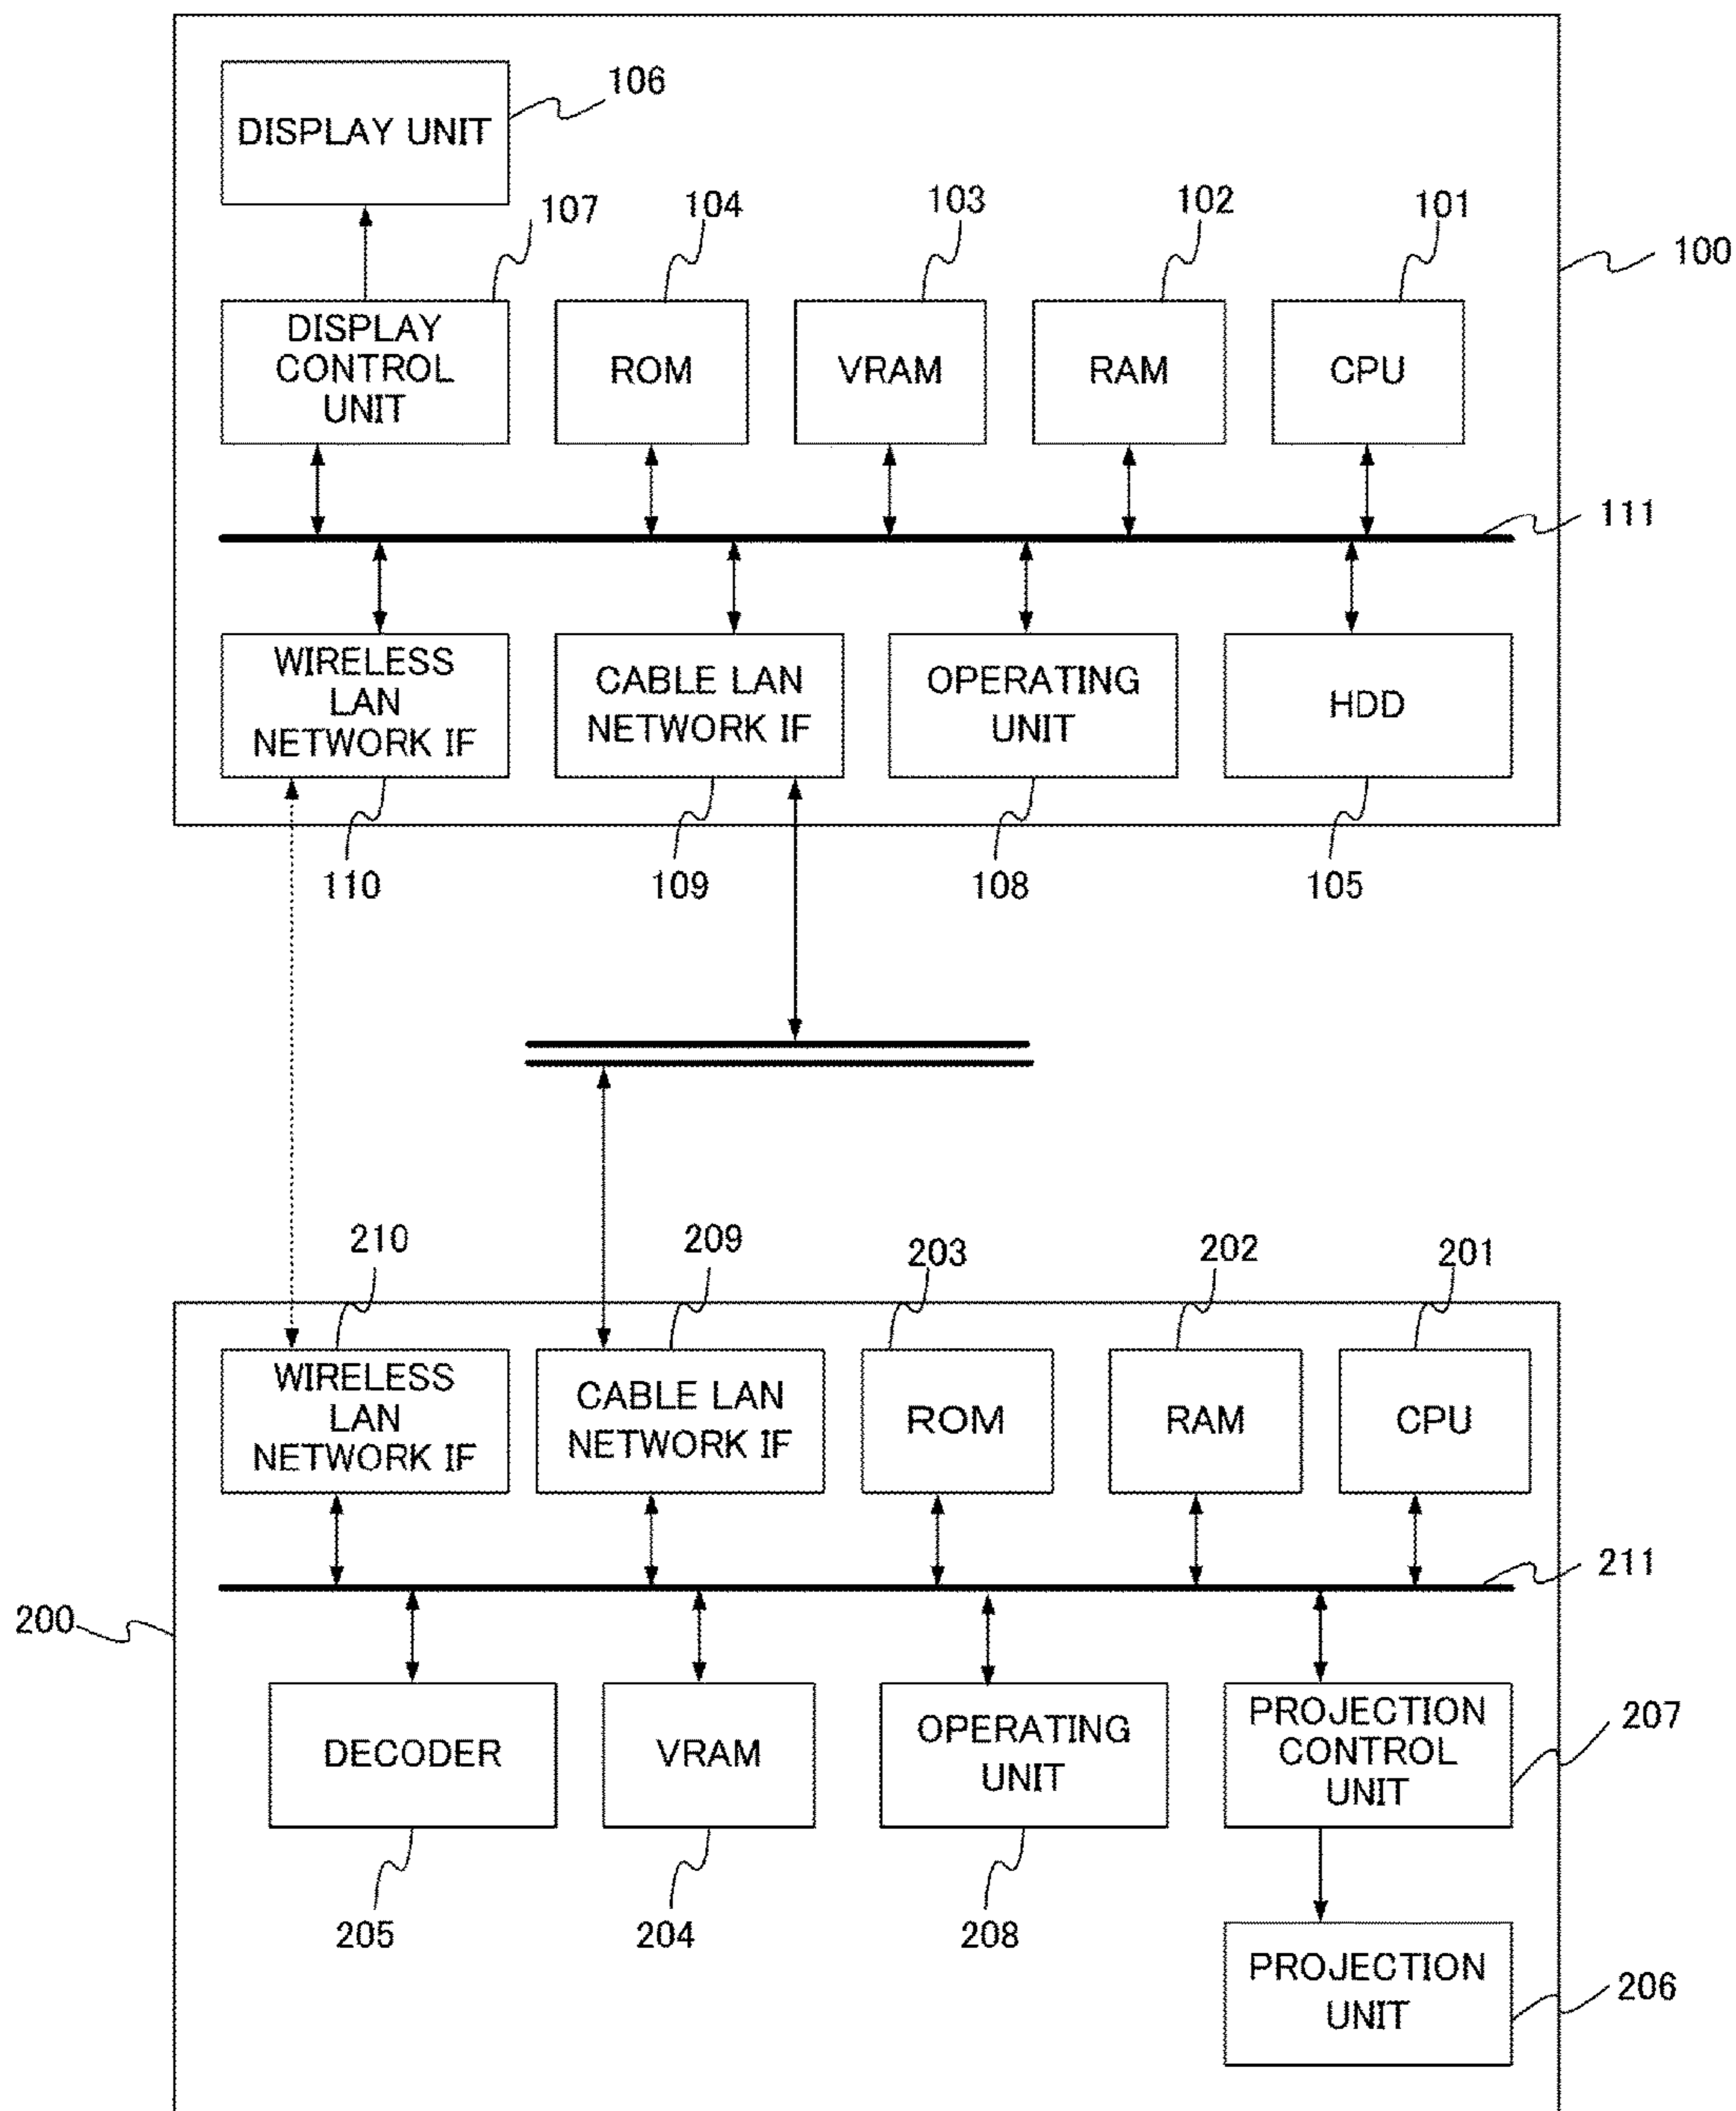 106
DISPLAY UNIT
107
104
103
102
101
100
DISPLAY
CONTROL
UNIT
ROM
VRAM
RAM
CPU
111
WIRELESS
LAN
NETWORK IF
CABLE LAN
NETWORK IF
OPERATING
UNIT
HDD
110
109
108
105
210
209
203
202
201
WIRELESS
LAN
NETWORK IF
CABLE LAN
NETWORK IF
ROM
RAM
CPU
211
200
DECODER
VRAM
OPERATING
UNIT
PROJECTION
CONTROL
UNIT
207
205
204
208
PROJECTION
UNIT
206